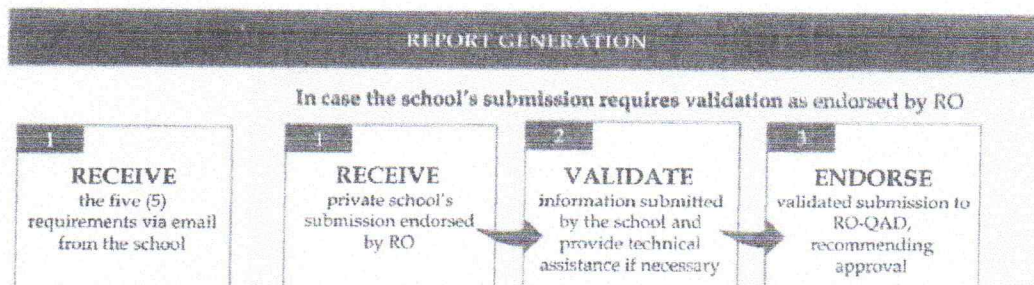 REPORT GENERATION
In case the school's submission requires validation as endorsed by RO
1
RECEIVE
the five (5)
requirements via email
from the school
1
RECEIVE
private school's
submission endorsed
by RO
2
VALIDATE
information submitted
by the school and
provide technical
assistance if necessary
3
ENDORSE
validated submission to
RO-QAD,
recommending
approval